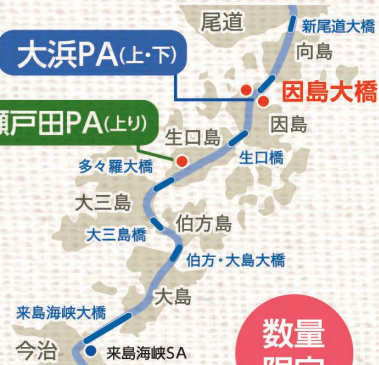 尾道
新尾道大橋
向島
大浜PA(上・下)
因島大橋
因島
瀬戸田PA(上り)
生口島
生口橋
多々羅大橋
大三島
伯方島
大三島橋
伯方・大島大橋
大島
来島海峡大橋
今治
来島海峡SA
数量
限定